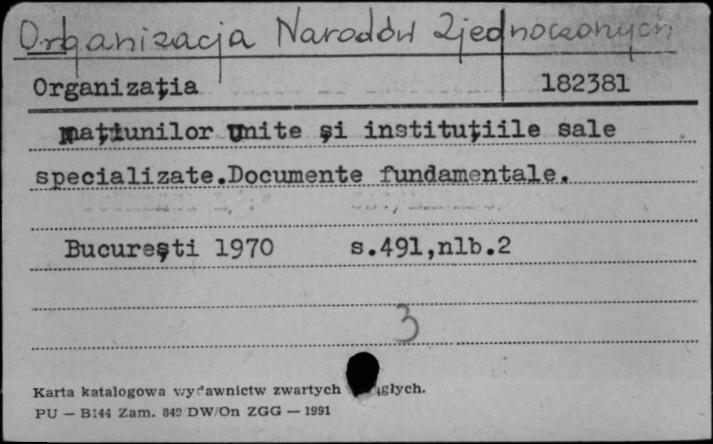 Organizacja Narodów Zjednoczonych
Organizaţia 182381
naţiunilor unite şi instituţiile sale
specializate.Documente fundamentale.
Bucureşti 1970 s.491,nlb.2
3
Karta katalogowa wydawnictw zwartych
PU — B144 Zam. 849 DW/On ZGG — 1991